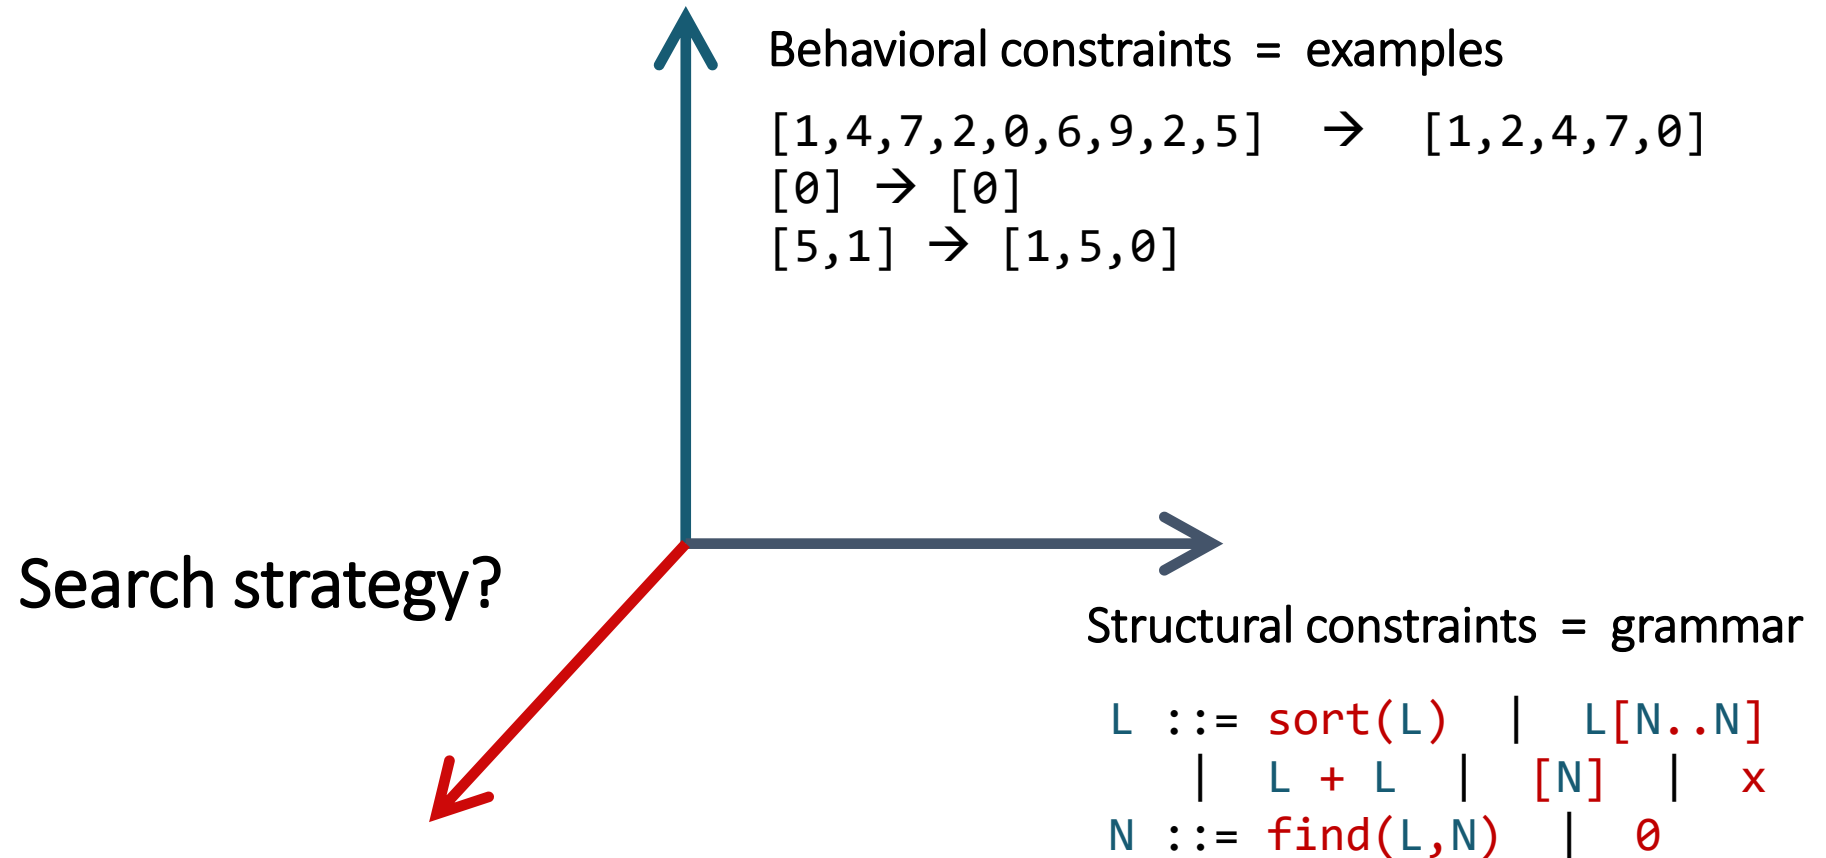 Behavioral constraints = examples
[1,4,7,2,0,6,9,2,5] → [1,2,4,7,0]
[0] → [0]
[5,1] → [1,5,0]
Search strategy?
Structural constraints = grammar
L ::= sort(L) | L[N..N]
| L + L | [N] | x
N ::= find(L,N) | 0